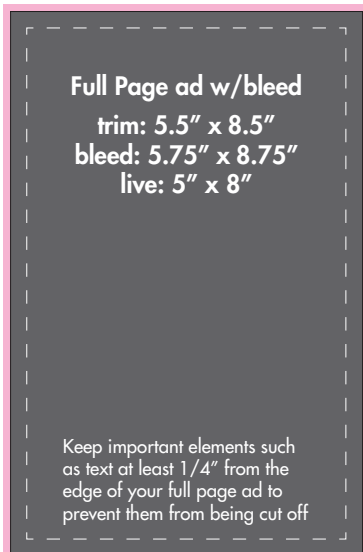 Full Page ad w/bleed
trim: 5.5” x 8.5”
bleed: 5.75” x 8.75”
live: 5” x 8”
Keep important elements such
as text at least 1/4” from the
edge of your full page ad to
prevent them from being cut off